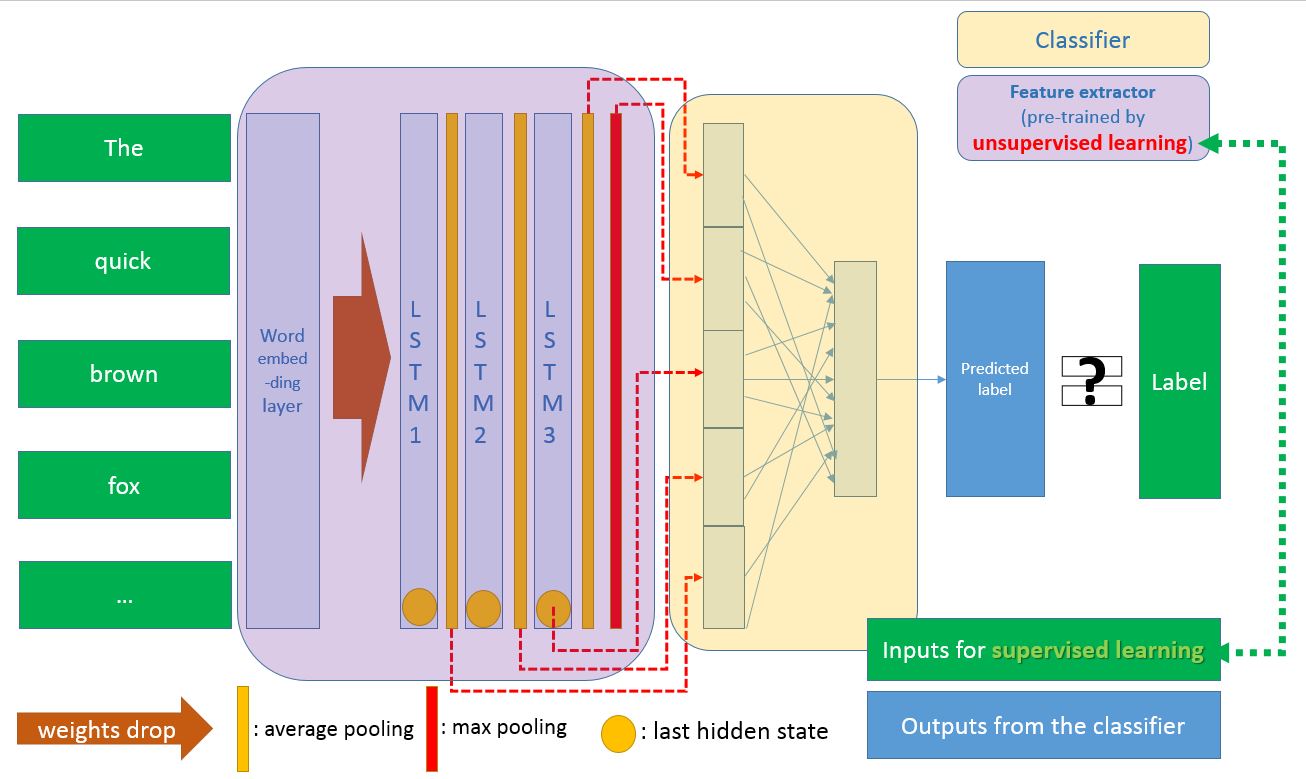 Classifier
Feature extractor
(pre-trained by
unsupervised learning)
The
quick
brown
fox
...
Word
embed
-ding
layer
L
S
T
M
1
L
S
T
M
2
L
S
T
M
3
Predicted
label
?
Label
Inputs for supervised learning
Outputs from the classifier
weights drop
: average pooling
: max pooling
: last hidden state